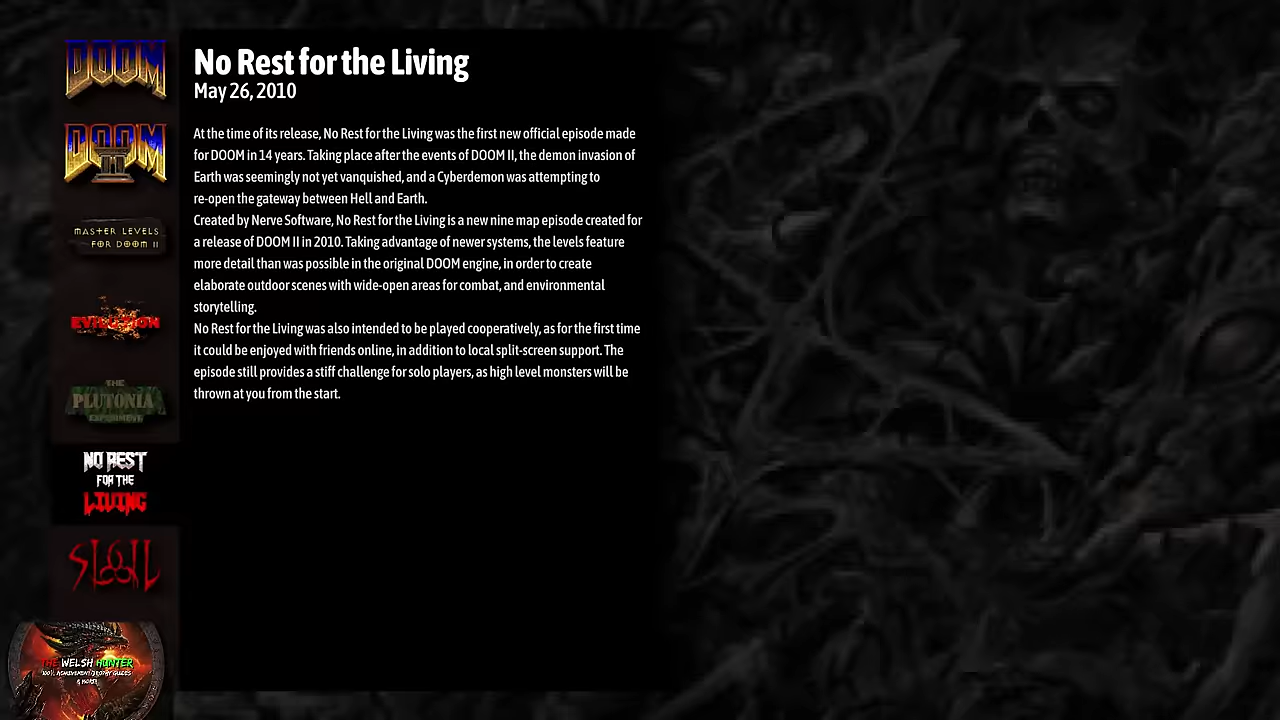 DOOM
No Rest for the Living
May 26, 2010
At the time of its release, No Rest for the Living was the first new official episode made
for DOOM in 14 years. Taking place after the events of DOOM II, the demon invasion of
Earth was seemingly not yet vanquished, and a Cyberdemon was attempting to
re-open the gateway between Hell and Earth.
Created by Nerve Software, No Rest for the Living is a new nine map episode created for
a release of DOOM II in 2010. Taking advantage of newer systems, the levels feature
more detail than was possible in the original DOOM engine, in order to create
elaborate outdoor scenes with wide-open areas for combat, and environmental
storytelling.
No Rest for the Living was also intended to be played cooperatively, as for the first time
it could be enjoyed with friends online, in addition to local split-screen support. The
episode still provides a stiff challenge for solo players, as high level monsters will be
thrown at you from the start.
DOOM
II
MASTER LEVELS
FOR DOOM II
EVILUTION
THE
PLUTONIA
EXPERIMENT
NO REST
FOR THE
LIVING
SIGIL
THE WELSH HUNTER
100% ACHIEVEMENT/TROPHY GUIDES
& MORE!